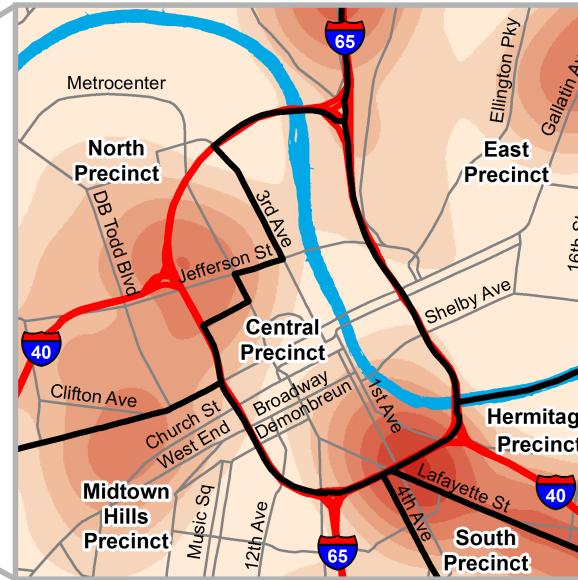 65
Ellington Pky
Gallatin Av
Metrocenter
North
Precinct
East
Precinct
DB Todd Blvd
3rd Ave
16th S
Jefferson St
Shelby Ave
Central
Precinct
40
Clifton Ave
Broadway
Demonbreun
1st Ave
Church St
West End
Hermitag
Precinct
Midtown
Hills
Precinct
Music Sq
12th Ave
Lafayette St
4th Ave
40
65
South
Precinct